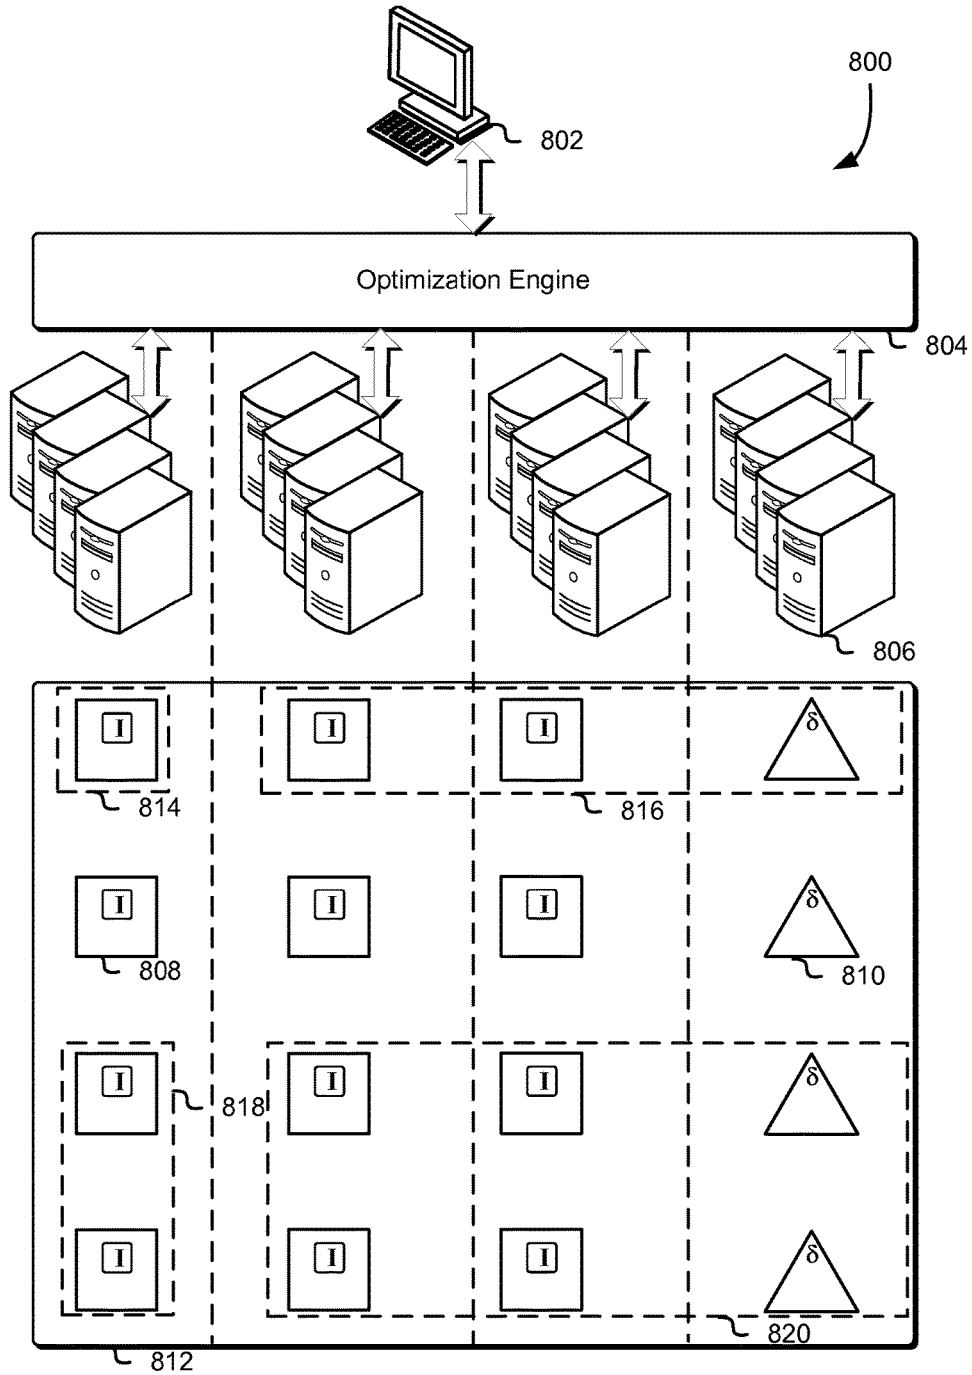 800
802
Optimization Engine
804
806
I I I δ
814 816
I I I δ
808 810
I I I δ
818
I I I δ
820
812